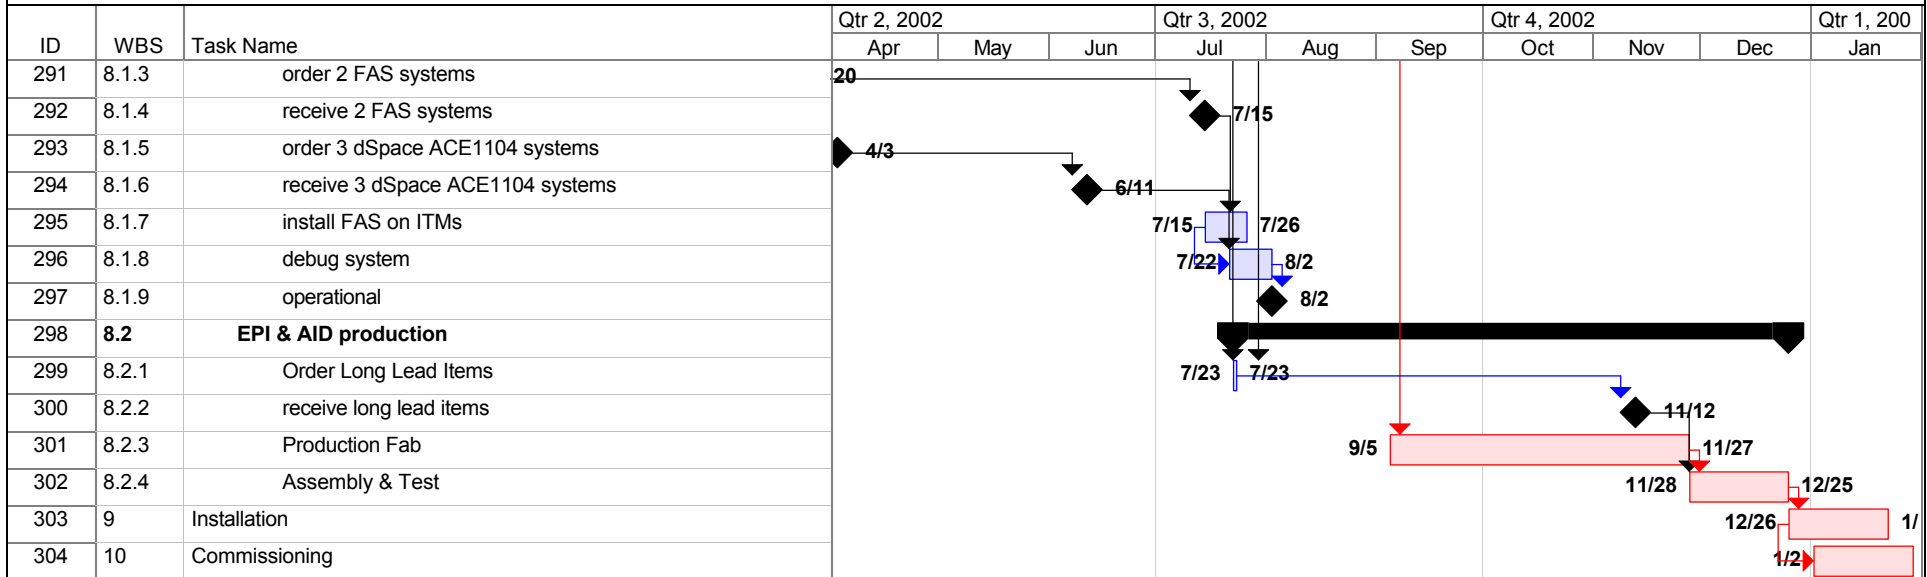 Qtr 2, 2002 Qtr 3, 2002 Qtr 4, 2002 Qtr 1, 200
ID WBS Task Name Apr May Jun Jul Aug Sep Oct Nov Dec Jan
291 8.1.3 order 2 FAS systems 20
292 8.1.4 receive 2 FAS systems 7/15
293 8.1.5 order 3 dSpace ACE1104 systems 4/3
294 8.1.6 receive 3 dSpace ACE1104 systems 6/11
295 8.1.7 install FAS on ITMs 7/15 7/26
296 8.1.8 debug system 7/22 8/2
297 8.1.9 operational 8/2
298 8.2 EPI & AID production
299 8.2.1 Order Long Lead Items 7/23 7/23
300 8.2.2 receive long lead items 11/12
301 8.2.3 Production Fab 9/5 11/27
302 8.2.4 Assembly & Test 11/28 12/25
303 9 Installation 12/26 1/
304 10 Commissioning 1/2